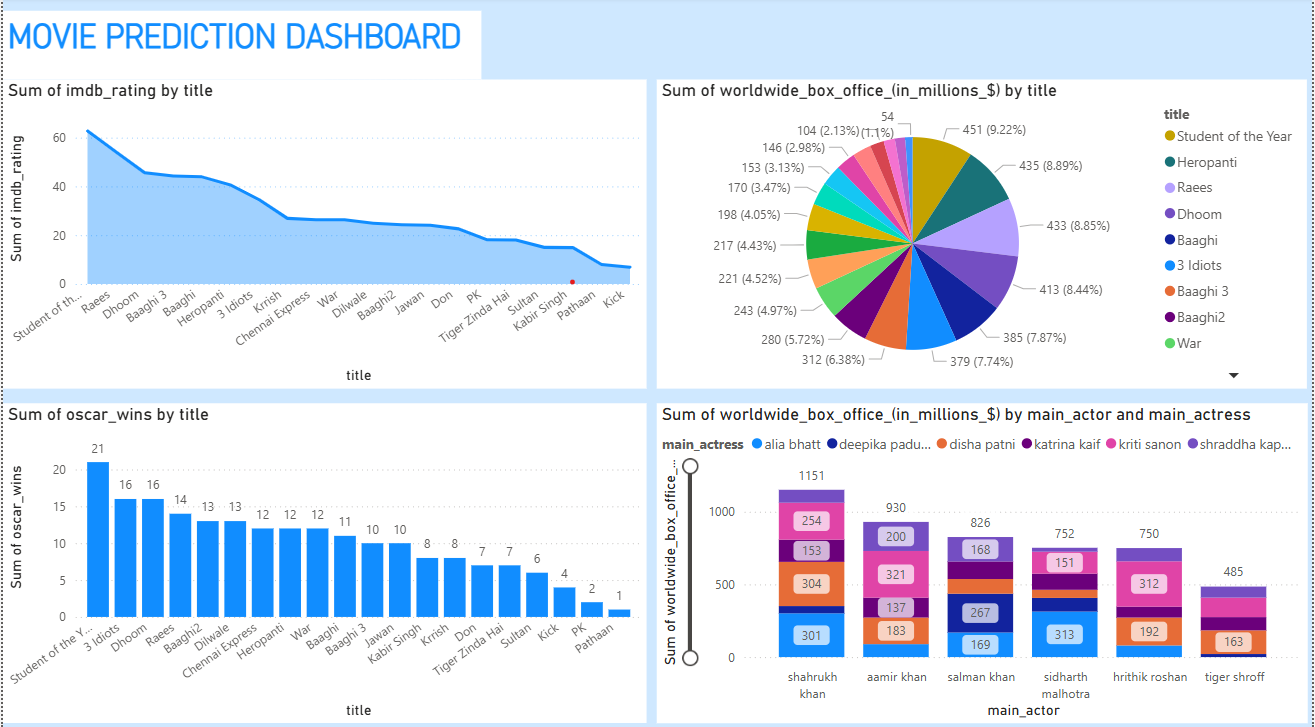 MOVIE PREDICTION DASHBOARD
Sum of imdb_rating by title
Sum of imdb_rating
60
40
20
0
Student of th...
Raees
Dhoom
Baaghi 3
Baaghi
Heropanti
3 Idiots
Krrish
Chennai Express
War
Dilwale
Baaghi2
Jawan
Don
PK
Tiger Zinda Hai
Sultan
Kabir Singh
Pathaan
Kick
title
Sum of worldwide_box_office_(in_millions_$) by title
451 (9.22%)
435 (8.89%)
433 (8.85%)
413 (8.44%)
385 (7.87%)
379 (7.74%)
312 (6.38%)
280 (5.72%)
243 (4.97%)
221 (4.52%)
217 (4.43%)
198 (4.05%)
170 (3.47%)
153 (3.13%)
146 (2.98%)
104 (2.13%)
54
(1.1%)
title
Student of the Year
Heropanti
Raees
Dhoom
Baaghi
3 Idiots
Baaghi 3
Baaghi2
War
Sum of oscar_wins by title
Sum of oscar_wins
20
15
10
5
0
21
16
16
14
13
13
12
12
12
11
10
10
8
8
7
7
6
4
2
1
Student of the Y...
3 Idiots
Dhoom
Raees
Baaghi2
Dilwale
Chennai Express
Heropanti
War
Baaghi
Baaghi 3
Jawan
Kabir Singh
Krrish
Don
Tiger Zinda Hai
Sultan
Kick
PK
Pathaan
title
Sum of worldwide_box_office_(in_millions_$) by main_actor and main_actress
main_actress alia bhatt deepika padu... disha patni katrina kaif kriti sanon shraddha kap...
Sum of worldwide_box_office_...
1000
500
0
1151
254
153
304
301
930
200
321
137
183
826
168
267
169
752
151
313
750
312
192
485
163
shahrukh
khan
aamir khan
salman khan
sidharth
malhotra
hrithik roshan
tiger shroff
main_actor